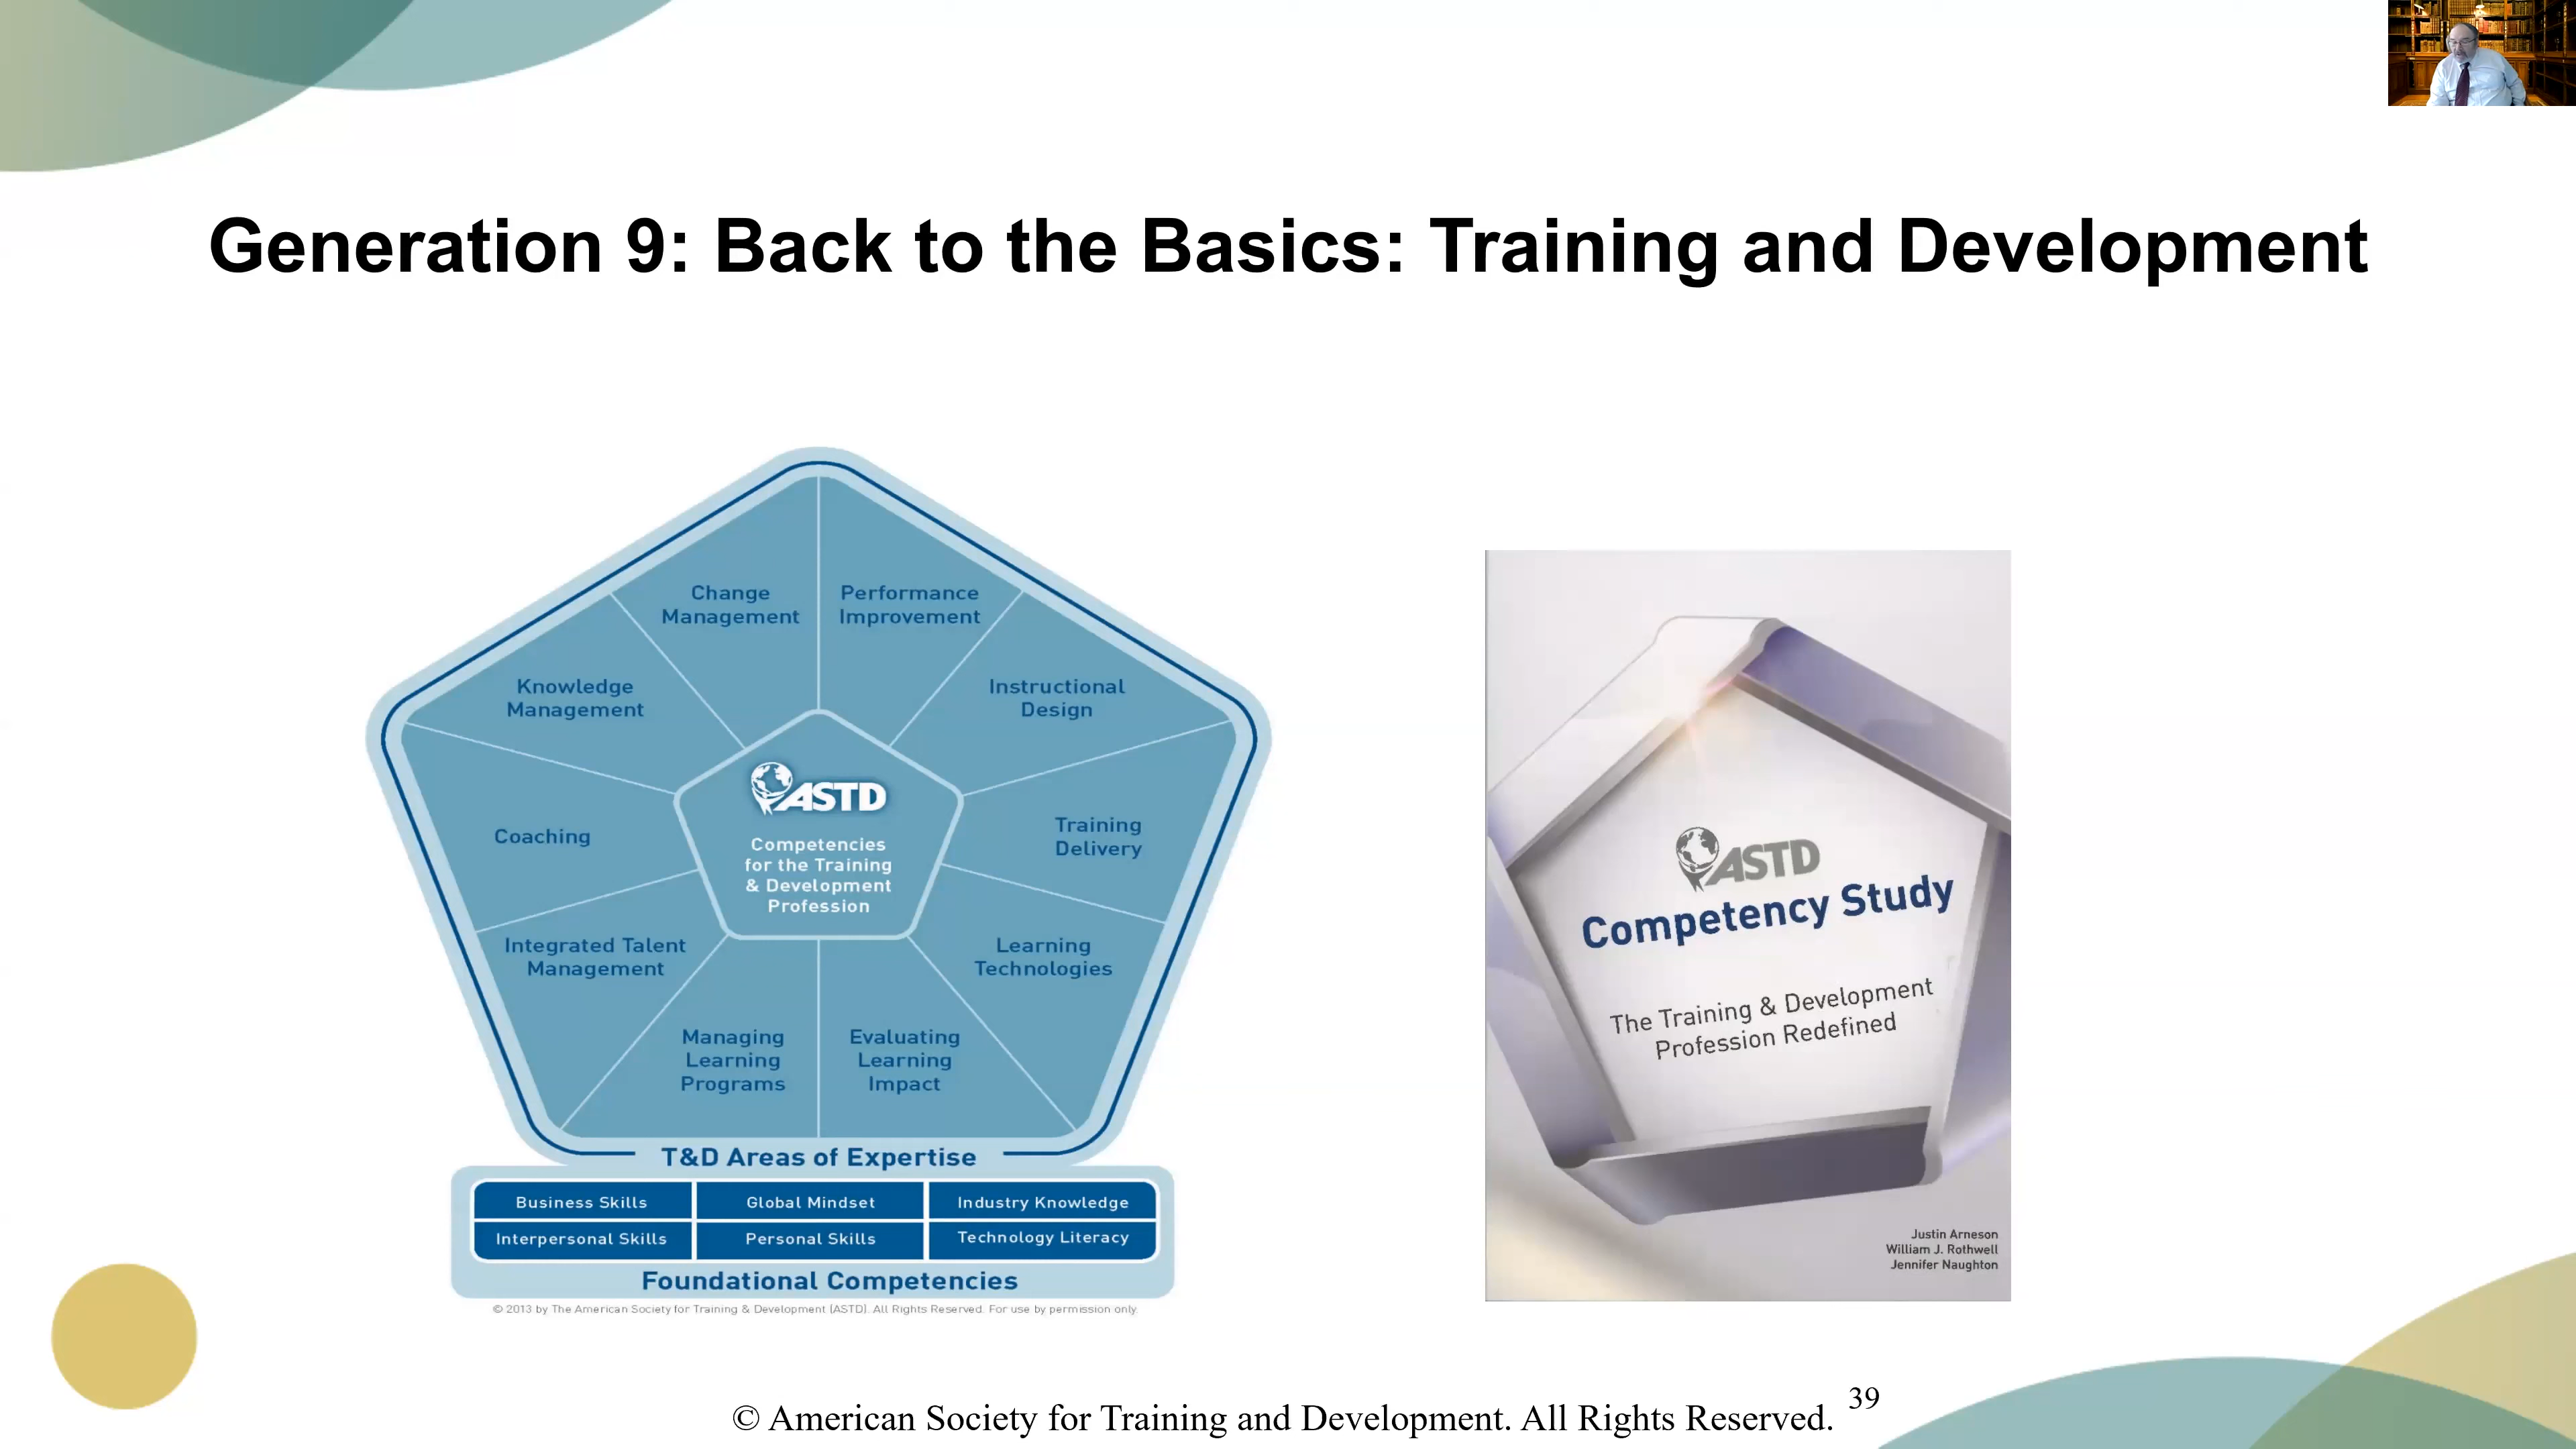 Generation 9: Back to the Basics: Training and Development
Change
Management
Performance
Improvement
Knowledge
Management
Instructional
Design
Coaching
ASTD
Competencies
for the Training
& Development
Profession
Training
Delivery
Integrated Talent
Management
Learning
Technologies
Managing
Learning
Programs
Evaluating
Learning
Impact
T&D Areas of Expertise
Business Skills
Global Mindset
Industry Knowledge
Interpersonal Skills
Personal Skills
Technology Literacy
Foundational Competencies
© 2013 by The American Society for Training & Development (ASTD). All Rights Reserved. For use by permission only.
ASTD
Competency Study
The Training & Development
Profession Redefined
Justin Arneson
William J. Rothwell
Jennifer Naughton
© American Society for Training and Development. All Rights Reserved.
39